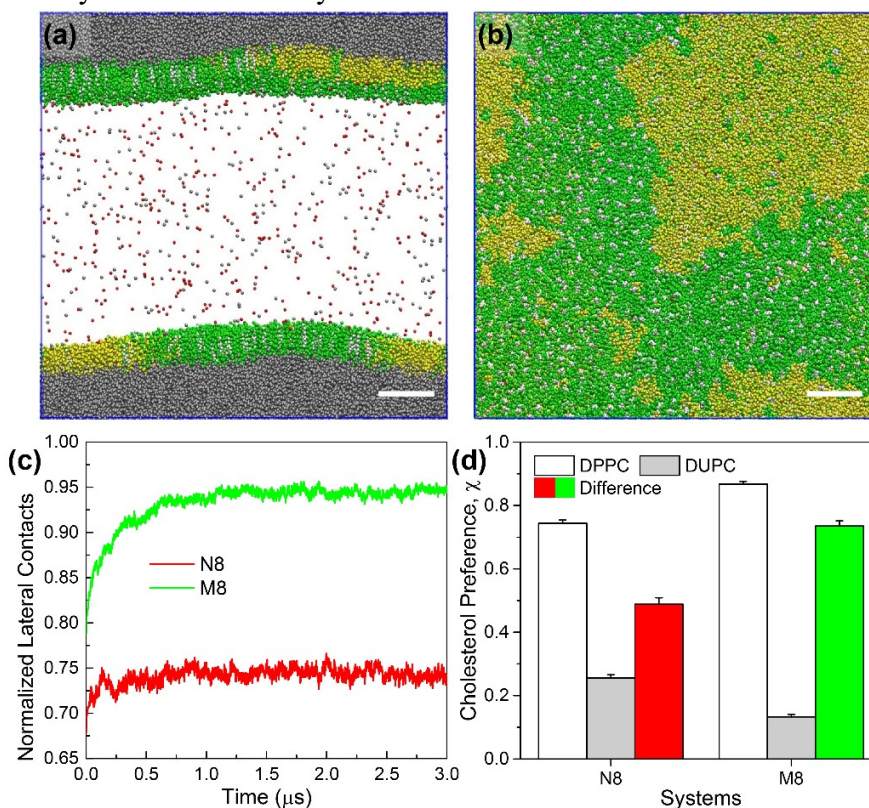 (a)
(b)
(c)
1.00
0.95
0.90
0.85
0.80
0.75
0.70
0.65
0.0
0.5
1.0
1.5
2.0
2.5
3.0
Normalized Lateral Contacts
Time (μs)
N8
M8
(d)
DPPC
DUPC
Difference
1.0
0.8
0.6
0.4
0.2
0.0
Cholesterol Preference, χ
N8
M8
Systems